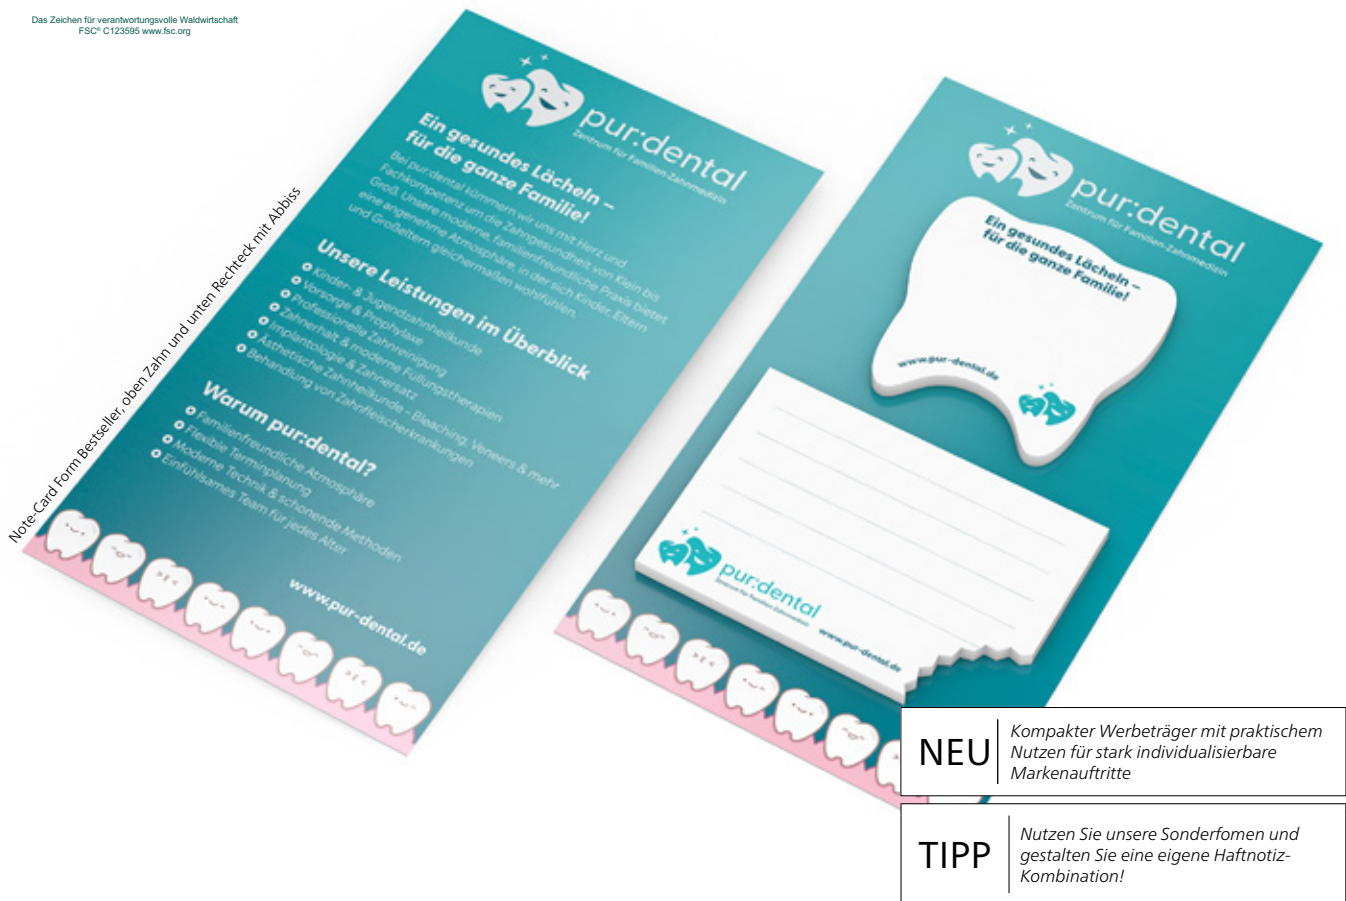 Das Zeichen für verantwortungsvolle Waldwirtschaft
FSC® C123595 www.fsc.org
Note-Card Form Bestseller, oben Zahn und unten Rechteck mit Abbiss
pur:dental
Zentrum für Familien-Zahnmedizin
Ein gesundes Lächeln –
für die ganze Familie!
Bei pur:dental kümmern wir uns mit Herz und
Fachkompetenz um die Zahngesundheit von Klein bis
Groß. Unsere moderne, familienfreundliche Praxis bietet
eine angenehme Atmosphäre, in der sich Kinder, Eltern
und Großeltern gleichermaßen wohlfühlen.
Unsere Leistungen im Überblick
Kinder- & Jugendzahnheilkunde
Vorsorge & Prophylaxe
Professionelle Zahnreinigung
Zahnerhalt & moderne Füllungstherapien
Implantologie & Zahnersatz
Ästhetische Zahnheilkunde – Bleaching, Veneers & mehr
Behandlung von Zahnfleischerkrankungen
Warum pur:dental?
Familienfreundliche Atmosphäre
Flexible Terminplanung
Moderne Technik & schonende Methoden
Einfühlsames Team für jedes Alter
www.pur-dental.de
pur:dental
Zentrum für Familien-Zahnmedizin
Ein gesundes Lächeln –
für die ganze Familie!
www.pur-dental.de
pur:dental
Zentrum für Familien-Zahnmedizin
www.pur-dental.de
NEU
Kompakter Werbeträger mit praktischem
Nutzen für stark individualisierbare
Markenauftritte
TIPP
Nutzen Sie unsere Sonderfomen und
gestalten Sie eine eigene Haftnotiz-
Kombination!